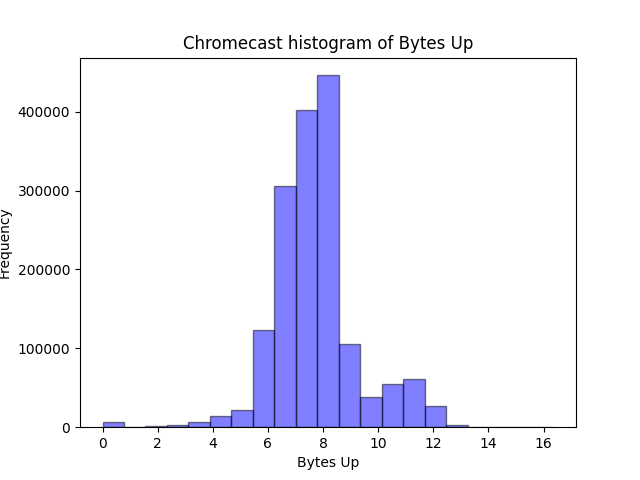 Chromecast histogram of Bytes Up
400000
300000
200000
100000
0
Frequency
0 2 4 6 8 10 12 14 16
Bytes Up